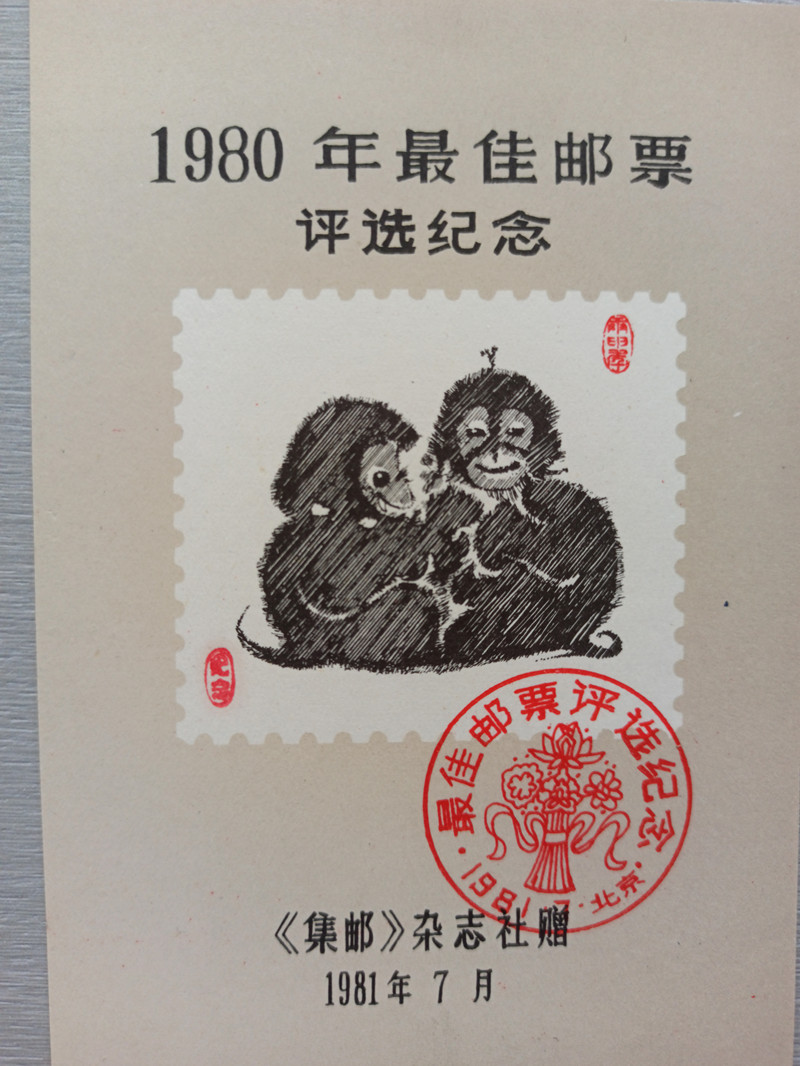 1980 年最佳邮票
评选纪念
最佳邮票评选纪念
·1981.7·北京·
《集邮》杂志社赠
1981年 7 月